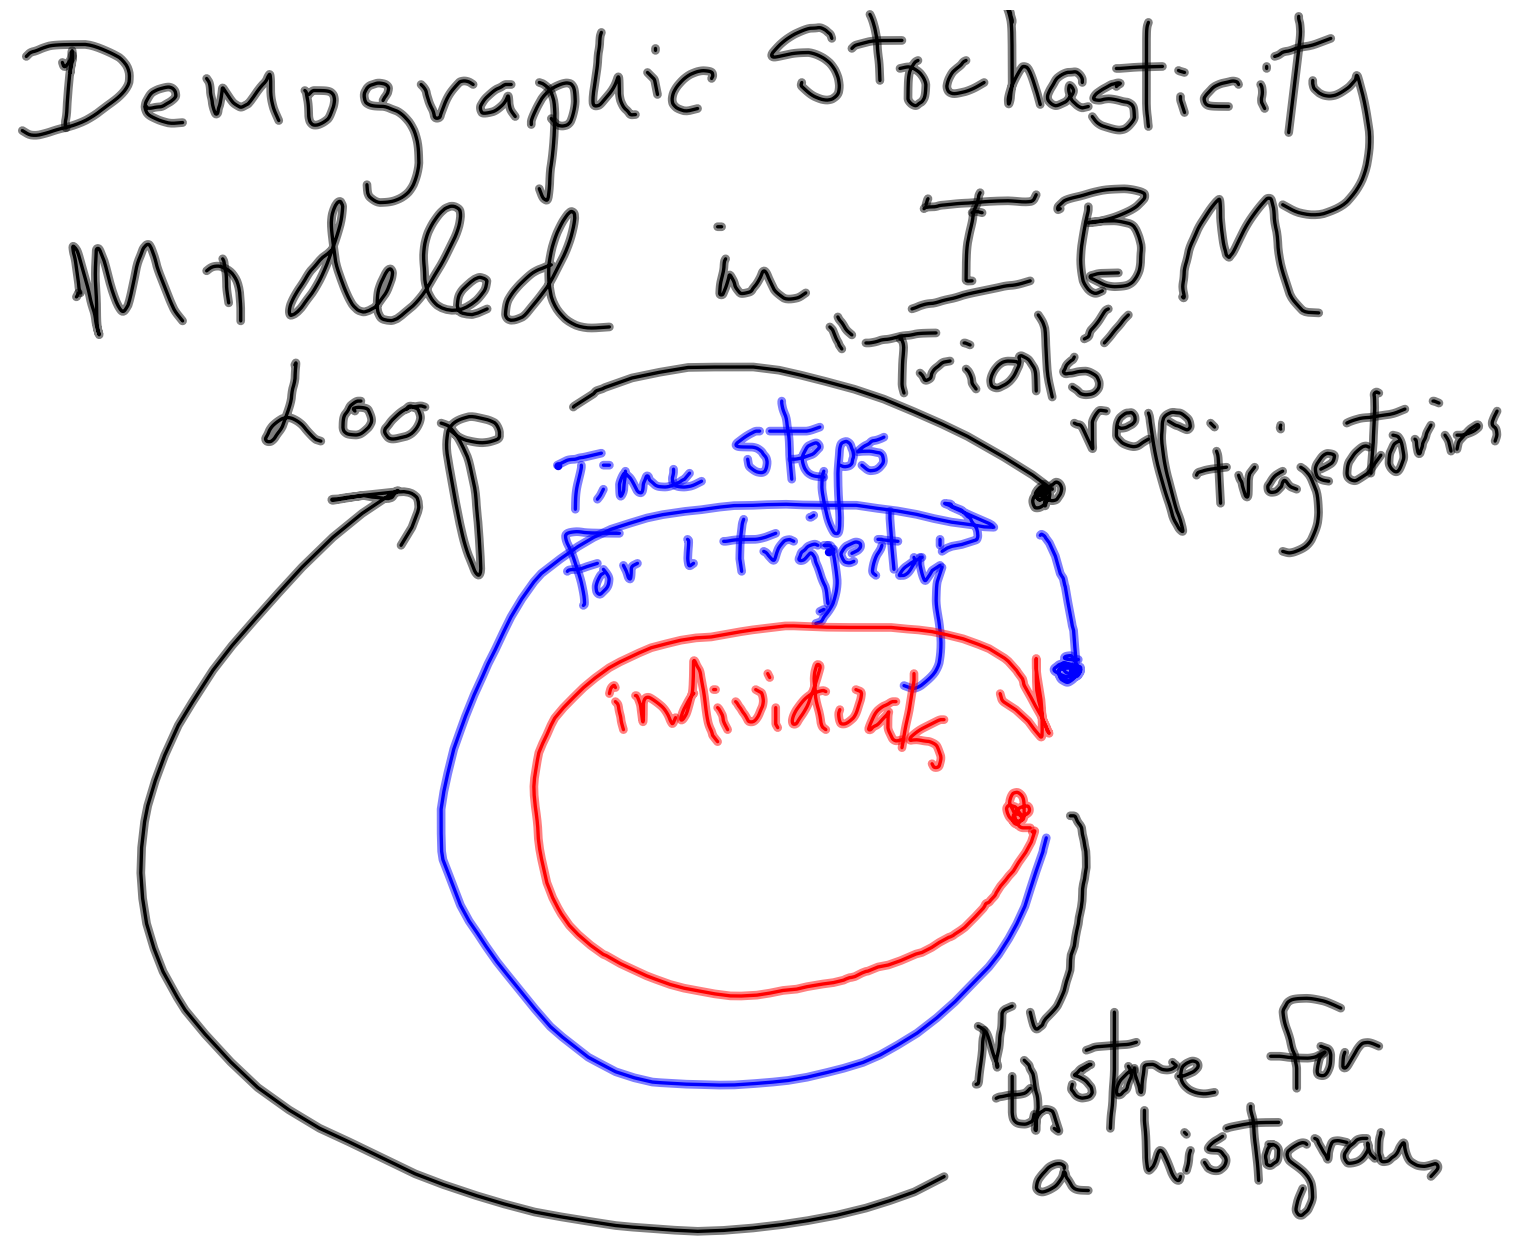 Demographic Stochasticity
Modeled in IBM
Loop
"Trials"
rep. trajectories
Time steps
for 1 trajectory
individuals
N store for
th
a histogram